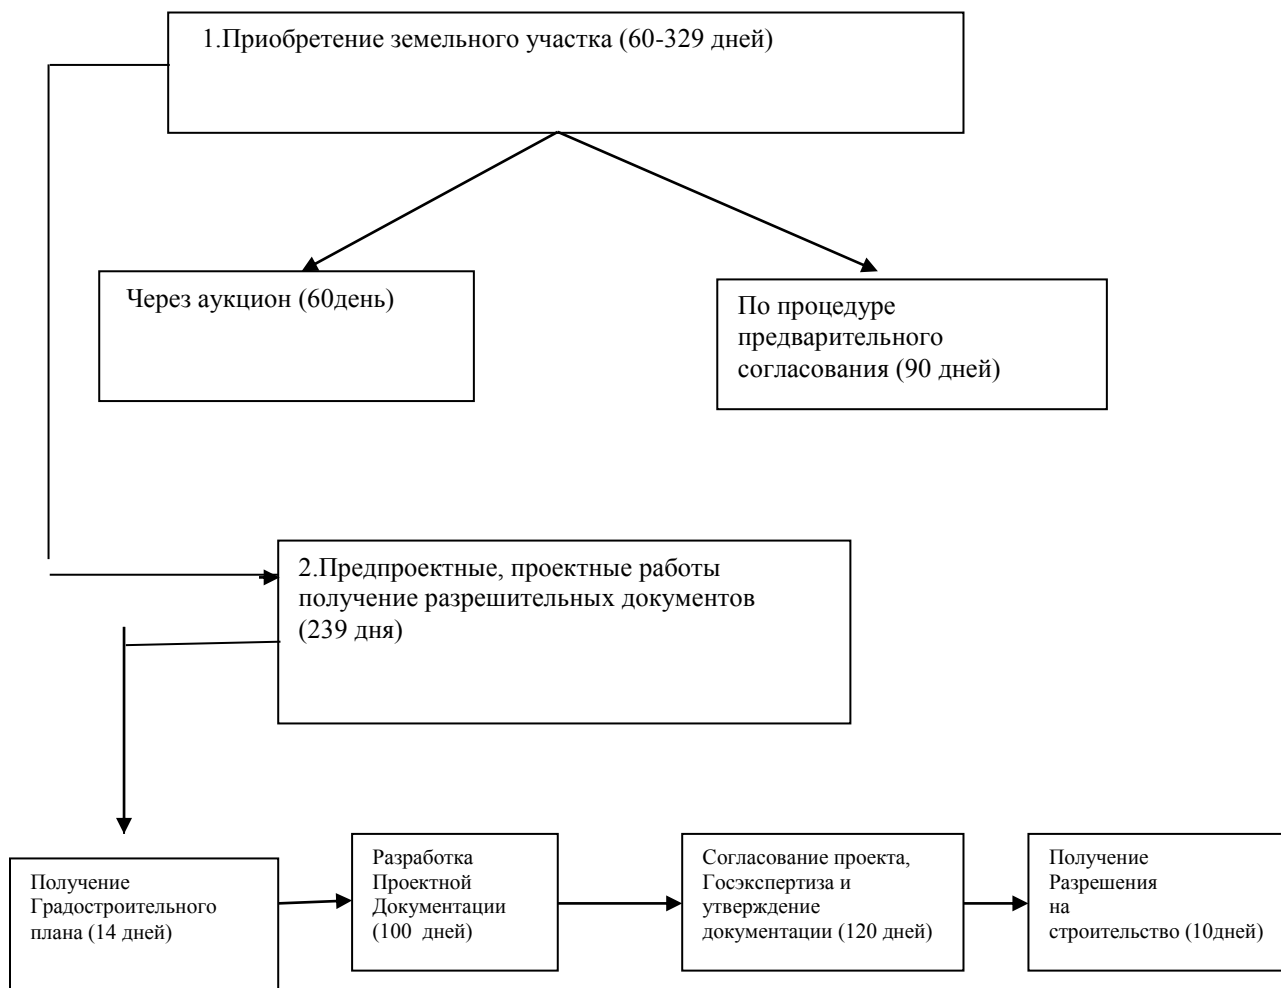 1.Приобретение земельного участка (60-329 дней)
Через аукцион (60день)
По процедуре
предварительного
согласования (90 дней)
2.Предпроектные, проектные работы
получение разрешительных документов
(239 дня)
Получение
Градостроительного
плана (14 дней)
Разработка
Проектной
Документации
(100 дней)
Согласование проекта,
Госэкспертиза и
утверждение
документации (120 дней)
Получение
Разрешения
на
строительство (10дней)